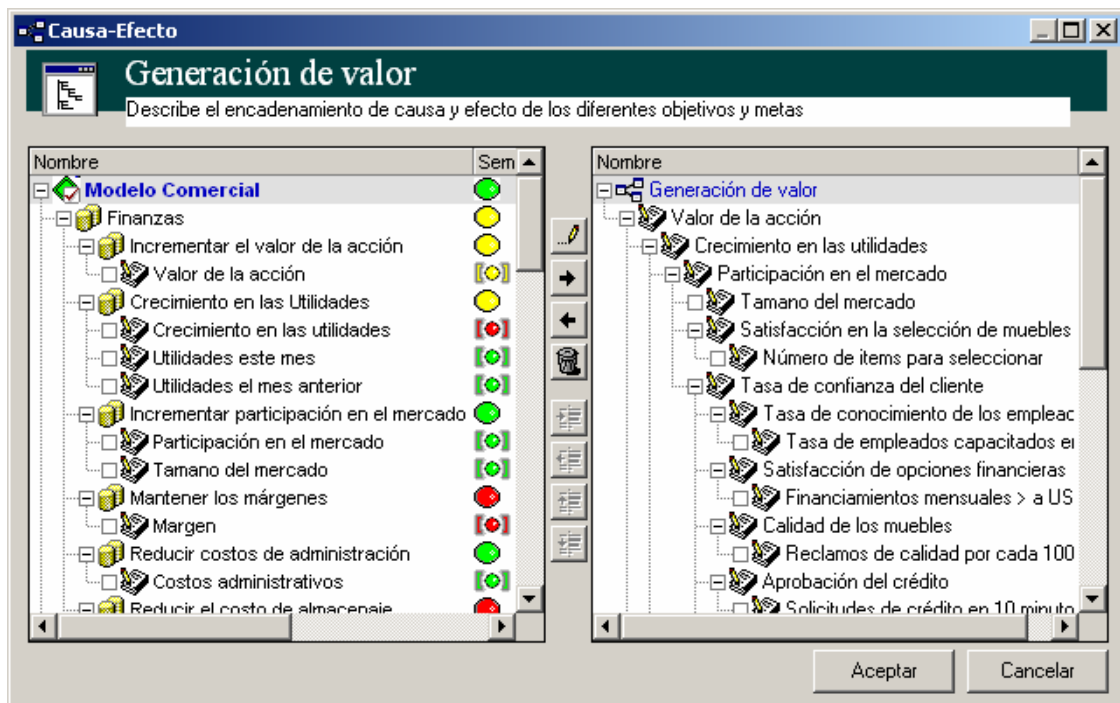 Causa-Efecto
Generación de valor
Describe el encadenamiento de causa y efecto de los diferentes objetivos y metas
Nombre Sem
Modelo Comercial
Finanzas
Incrementar el valor de la acción
Valor de la acción
Crecimiento en las Utilidades
Crecimiento en las utilidades
Utilidades este mes
Utilidades el mes anterior
Incrementar participación en el mercado
Participación en el mercado
Tamano del mercado
Mantener los márgenes
Margen
Reducir costos de administración
Costos administrativos
Reducir el costo de almacenaje
Nombre
Generación de valor
Valor de la acción
Crecimiento en las utilidades
Participación en el mercado
Tamano del mercado
Satisfacción en la selección de muebles
Número de items para seleccionar
Tasa de confianza del cliente
Tasa de conocimiento de los empleac
Tasa de empleados capacitados
Satisfacción de opciones financieras
Financiamientos mensuales > a US
Calidad de los muebles
Reclamos de calidad por cada 100
Aprobación del crédito
Solicitudes de crédito en 10 minuto
Aceptar Cancelar